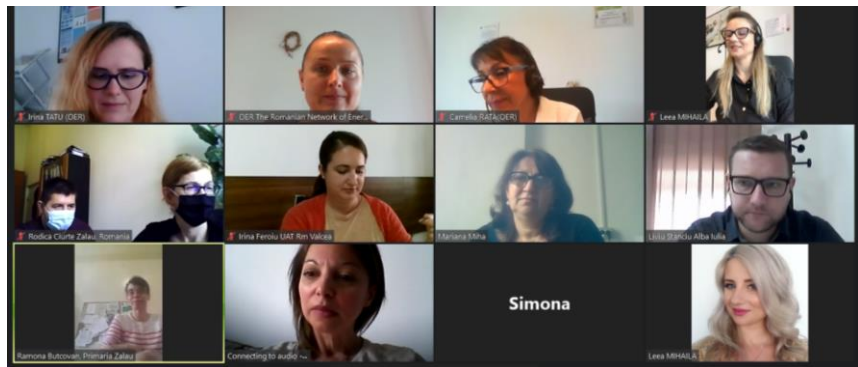 Irina TATU (OER)
OER The Romanian Network of Ener...
Camelia RATA(OER)
Leea MIHAILA
Rodica Ciurte Zalau, Romania
Irina Feroiu UAT Rm Valcea
Mariana Miha
Liviu Stanciu Alba Iulia
Ramona Butcovan, Primaria Zalau
Connecting to audio
Simona
Leea MIHAILA